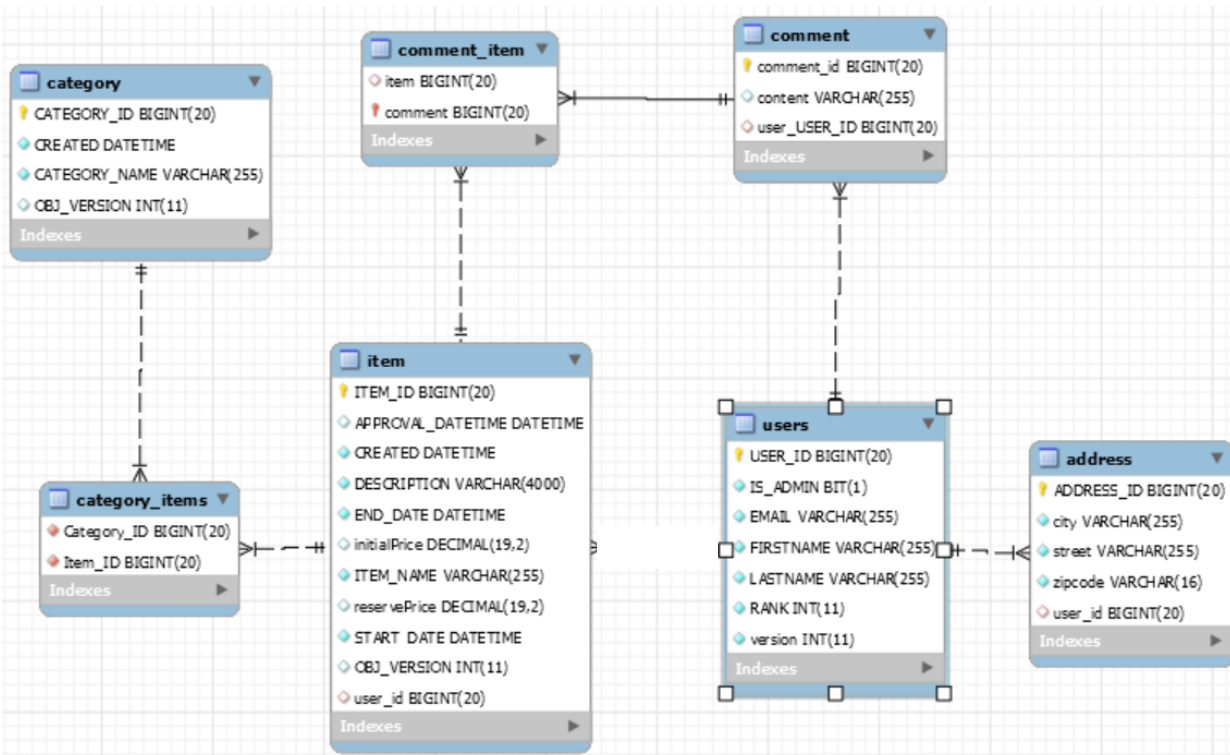 category
CATEGORY_ID BIGINT(20)
CREATED DATETIME
CATEGORY_NAME VARCHAR(255)
OBJ_VERSION INT(11)
Indexes
comment_item
item BIGINT(20)
comment BIGINT(20)
Indexes
comment
comment_id BIGINT(20)
content VARCHAR(255)
user_USER_ID BIGINT(20)
Indexes
category_items
Category_ID BIGINT(20)
Item_ID BIGINT(20)
Indexes
item
ITEM_ID BIGINT(20)
APPROVAL_DATETIME DATETIME
CREATED DATETIME
DESCRIPTION VARCHAR(4000)
END_DATE DATETIME
initialPrice DECIMAL(19,2)
ITEM_NAME VARCHAR(255)
reservePrice DECIMAL(19,2)
START_DATE DATETIME
OBJ_VERSION INT(11)
user_id BIGINT(20)
Indexes
users
USER_ID BIGINT(20)
IS_ADMIN BIT(1)
EMAIL VARCHAR(255)
FIRSTNAME VARCHAR(255)
LASTNAME VARCHAR(255)
RANK INT(11)
version INT(11)
Indexes
address
ADDRESS_ID BIGINT(20)
city VARCHAR(255)
street VARCHAR(255)
zipcode VARCHAR(16)
user_id BIGINT(20)
Indexes